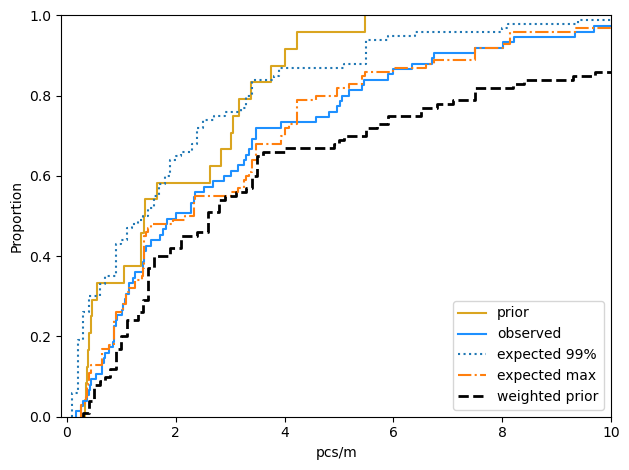 1.0
0.8
0.6
0.4
0.2
0.0
Proportion
0
2
4
6
8
10
pcs/m
prior
observed
expected 99%
expected max
weighted prior